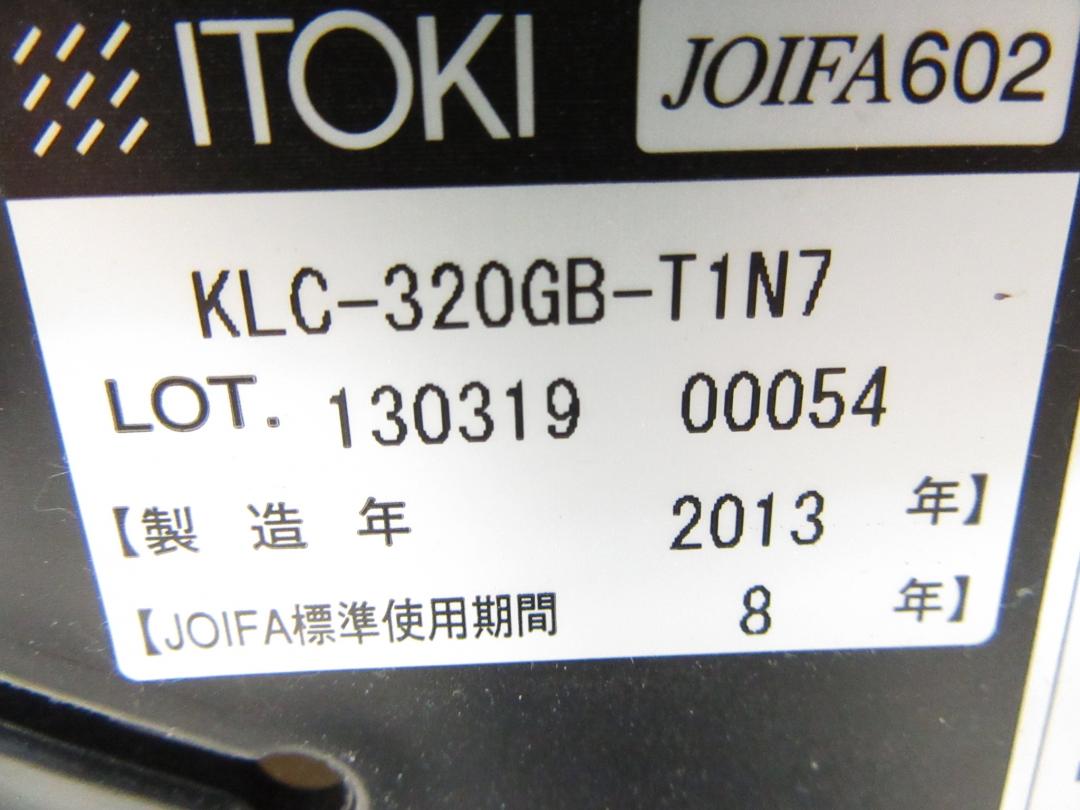 ITOKI JOIFA602
KLC-320GB-T1N7
LOT. 130319 00054
【製造年 2013 年】
【JOIFA標準使用期間 8 年】